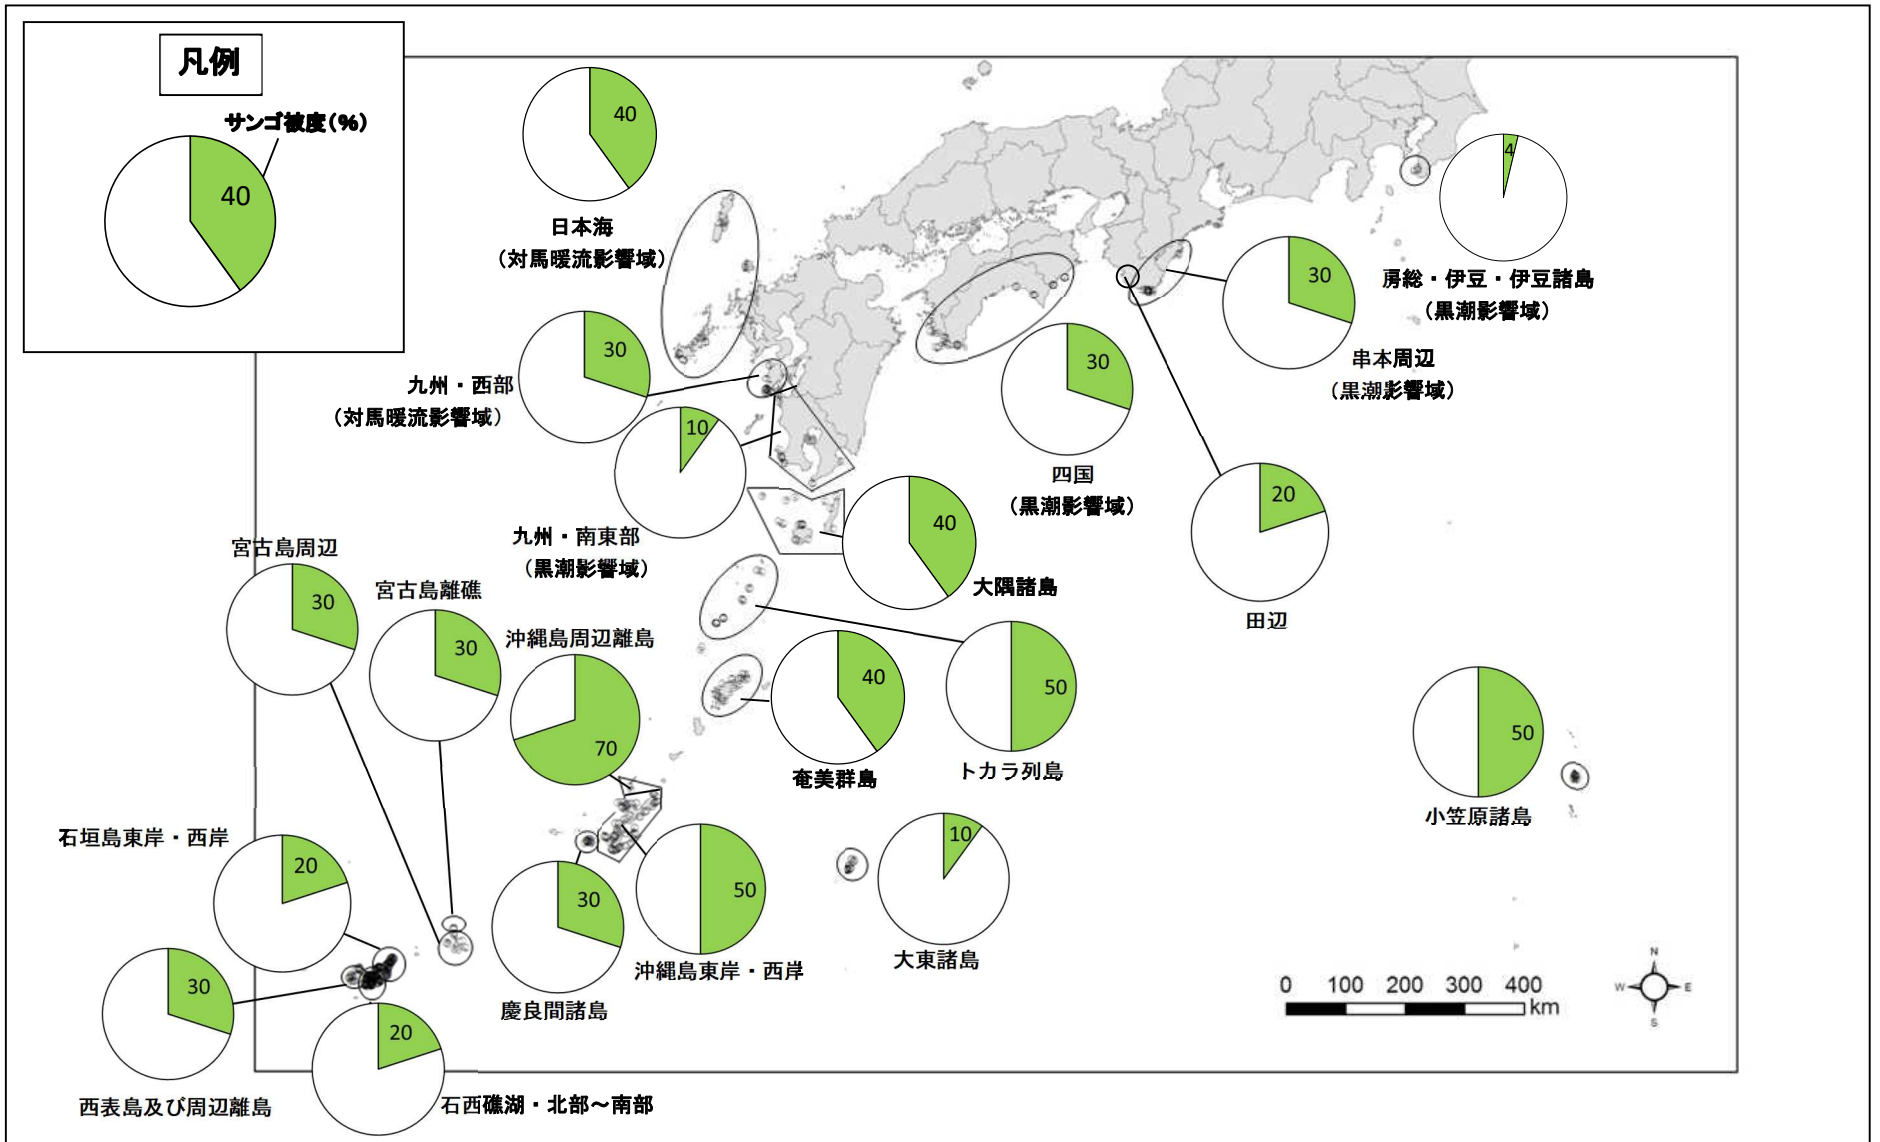 凡例
サンゴ被度(%)
40
40
日本海
(対馬暖流影響域)
4
房総・伊豆・伊豆諸島
(黒潮影響域)
30
串本周辺
(黒潮影響域)
30
九州・西部
(対馬暖流影響域)
30
四国
(黒潮影響域)
10
九州・南東部
(黒潮影響域)
20
田辺
40
大隅諸島
宮古島周辺
30
宮古島離礁
30
沖縄島周辺離島
70
40
奄美群島
50
トカラ列島
50
小笠原諸島
石垣島東岸・西岸
20
30
慶良間諸島
50
沖縄島東岸・西岸
10
大東諸島
30
西表島及び周辺離島
20
石西礁湖・北部～南部
0 100 200 300 400
km
N
W E
S